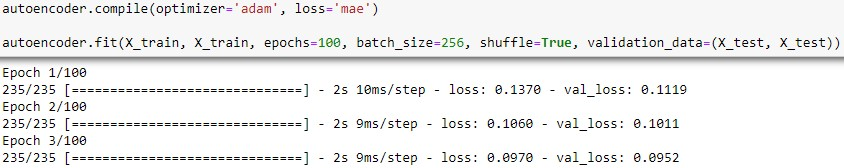 autoencoder.compile(optimizer='adam', loss='mae')
autoencoder.fit(X_train, X_train, epochs=100, batch_size=256, shuffle=True, validation_data=(X_test, X_test))
Epoch 1/100
235/235 [==============================] - 2s 10ms/step - loss: 0.1370 - val_loss: 0.1119
Epoch 2/100
235/235 [==============================] - 2s 9ms/step - loss: 0.1060 - val_loss: 0.1011
Epoch 3/100
235/235 [==============================] - 2s 9ms/step - loss: 0.0970 - val_loss: 0.0952